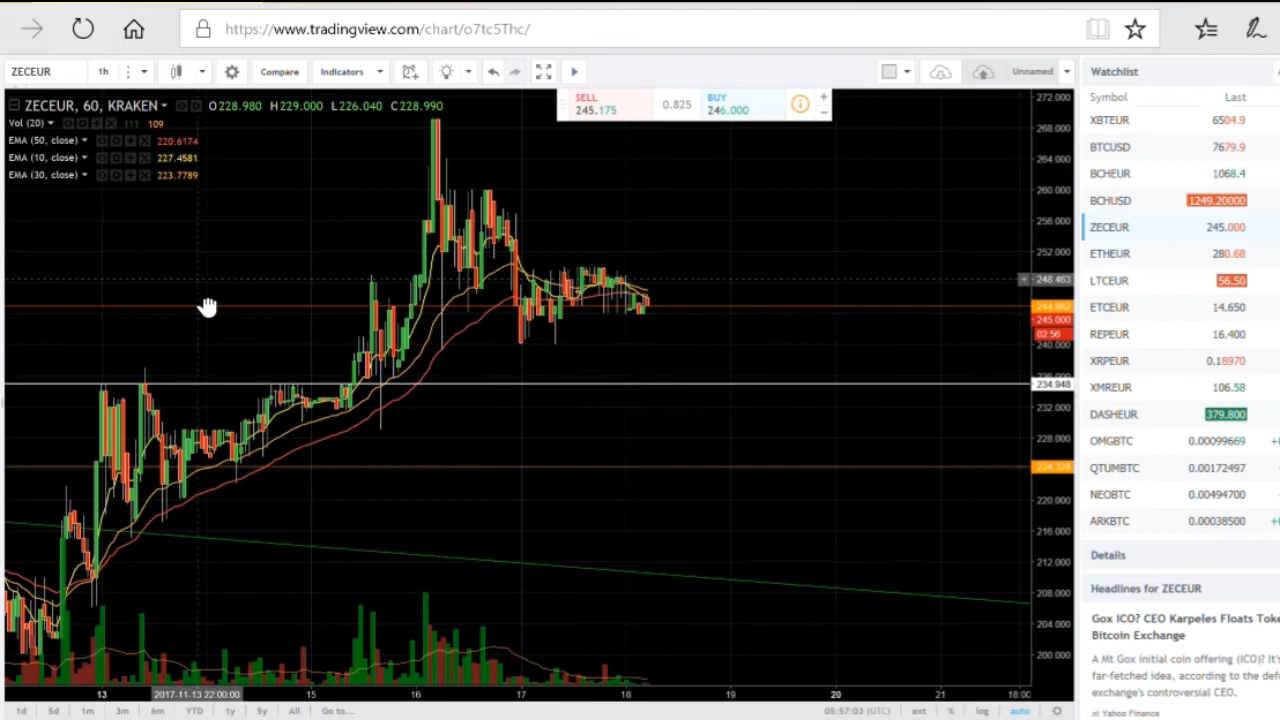 https://www.tradingview.com/chart/o7tc5Thc/
ZECEUR 1h Compare Indicators Unnamed Watchlist
ZECEUR, 60, KRAKEN O228.980 H229.000 L226.040 C228.990
SELL
245.175
0.825
BUY
246.000
Vol (20) 111 109
EMA (50, close) 220.6174
EMA (10, close) 227.4581
EMA (30, close) 223.7789
272.000
268.000
264.000
260.000
256.000
252.000
248.463
245.000
02:56
240.000
236.000
234.948
232.000
228.000
220.000
216.000
212.000
208.000
204.000
200.000
13 2017-11-13 22:00:00 15 16 17 18 19 20 21 18:00
1d 5d 1m 3m 6m YTD 1y 5y All Go to... 05:57:03 (UTC) ext % log auto
Symbol Last
XBTEUR 6504.9
BTCUSD 7679.9
BCHEUR 1068.4
BCHUSD 1249.20000
ZECEUR 245.000
ETHEUR 280.68
LTCEUR 56.50
ETCEUR 14.650
REPEUR 16.400
XRPEUR 0.18970
XMREUR 106.58
DASHEUR 379.800
OMGBTC 0.00099669
QTUMBTC 0.00172497
NEOBTC 0.00494700
ARKBTC 0.00038500
Details
Headlines for ZECEUR
Gox ICO? CEO Karpeles Floats Toke
Bitcoin Exchange
A Mt Gox initial coin offering (ICO)? It's
far-fetched idea, according to the def
exchange's controversial CEO.
at Yahoo Finance